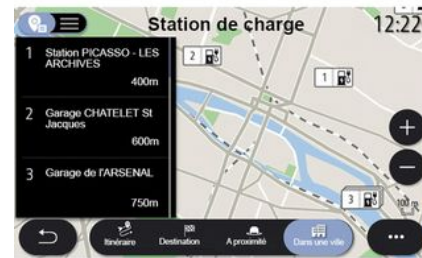 Station de charge
12:22
1 Station PICASSO - LES
ARCHIVES
400m
2 Garage CHATELET St
Jacques
600m
3 Garage de l'ARSENAL
750m
2
1
3
+
−
100 m
Itinéraire
Destination
A proximité
Dans une ville